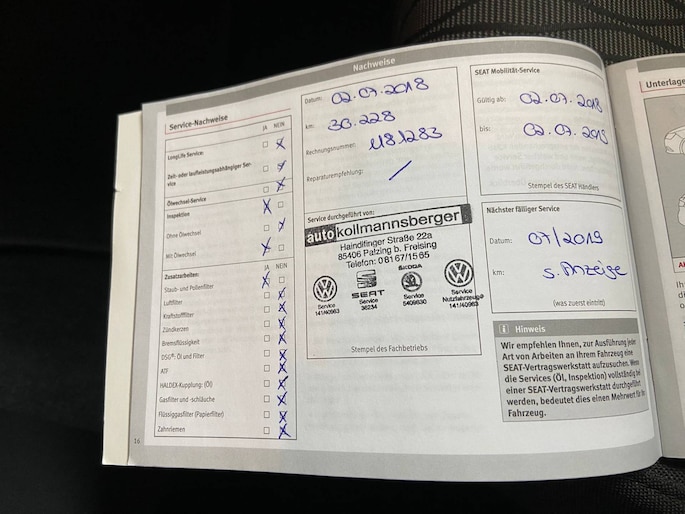 Nachweise
Service-Nachweise
JA NEIN
LongLife Service:
Zeit- oder laufleistungsabhängiger Ser-
vice
Ölwechsel-Service
Inspektion
Ohne Ölwechsel
Mit Ölwechsel
Zusatzarbeiten: JA NEIN
Staub- und Pollenfilter
Luftfilter
Kraftstofffilter
Zündkerzen
Bremsflüssigkeit
DSG®: Öl und Filter
ATF
HALDEX-Kupplung: (Öl)
Gasfilter und -schläuche
Flüssiggasfilter (Papierfilter)
Zahnriemen
16
Datum: 02.07.2018
km: 30.228
Rechnungsnummer: 1181283
Reparaturempfehlung:
Service durchgeführt von:
autokollmannsberger
Haindlfinger Straße 22a
85406 Palzing b. Freising
Telefon: 08167/1565
ŠKODA
SEAT
Service
141/40963
Service
36234
Service
Service
Nutzfahrzeuge
141/40963
Stempel des Fachbetriebs
SEAT Mobilität-Service
Gültig ab: 02.07.2018
bis: 02.07.2019
Stempel des SEAT Händlers
Nächster fälliger Service
Datum: 07/2019
km: s. Anzeige
(was zuerst eintritt)
i Hinweis
Wir empfehlen Ihnen, zur Ausführung jeder
Art von Arbeiten an Ihrem Fahrzeug eine
SEAT-Vertragswerkstatt aufzusuchen. Wenn
die Services (Öl, Inspektion) vollständig bei
einer SEAT-Vertragswerkstatt durchgeführt
werden, bedeutet dies einen Mehrwert für Ihr
Fahrzeug.
Unterlage